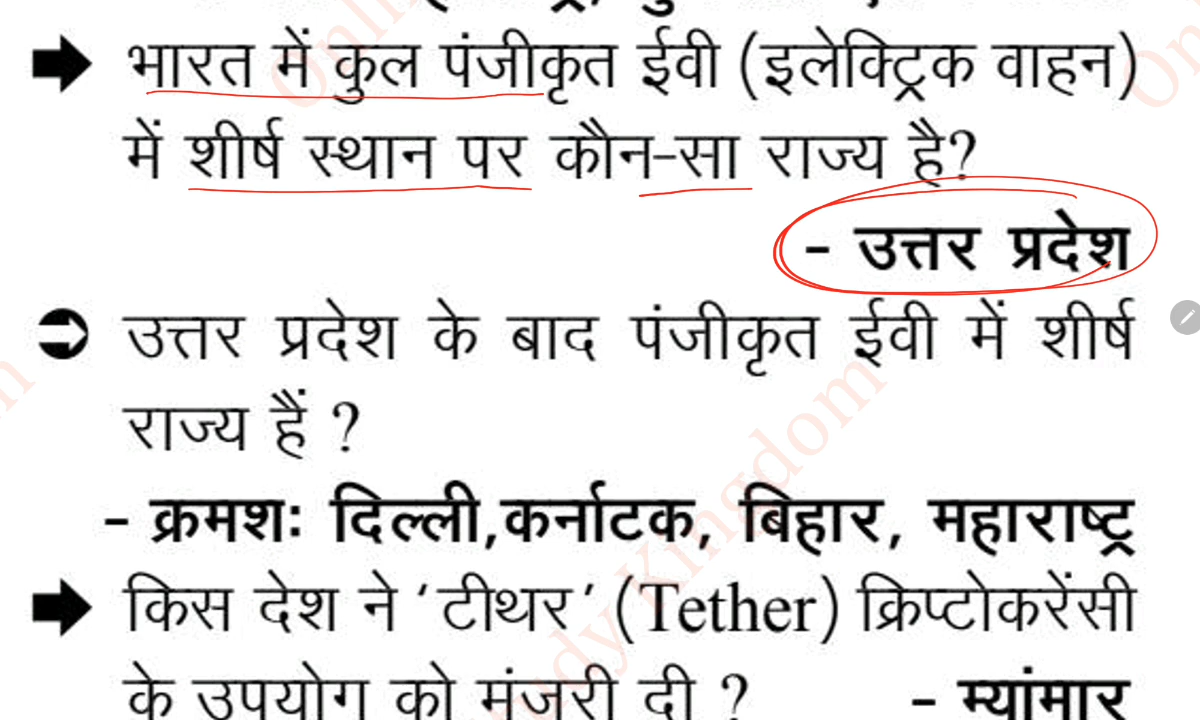 भारत में कुल पंजीकृत ईवी (इलेक्ट्रिक वाहन)
में शीर्ष स्थान पर कौन-सा राज्य है?
- उत्तर प्रदेश
उत्तर प्रदेश के बाद पंजीकृत ईवी में शीर्ष
राज्य हैं ?
- क्रमशः दिल्ली,कर्नाटक, बिहार, महाराष्ट्र
किस देश ने ‘टीथर’ (Tether) क्रिप्टोकरेंसी
के उपयोग को मंजूरी दी ? - म्यांमार